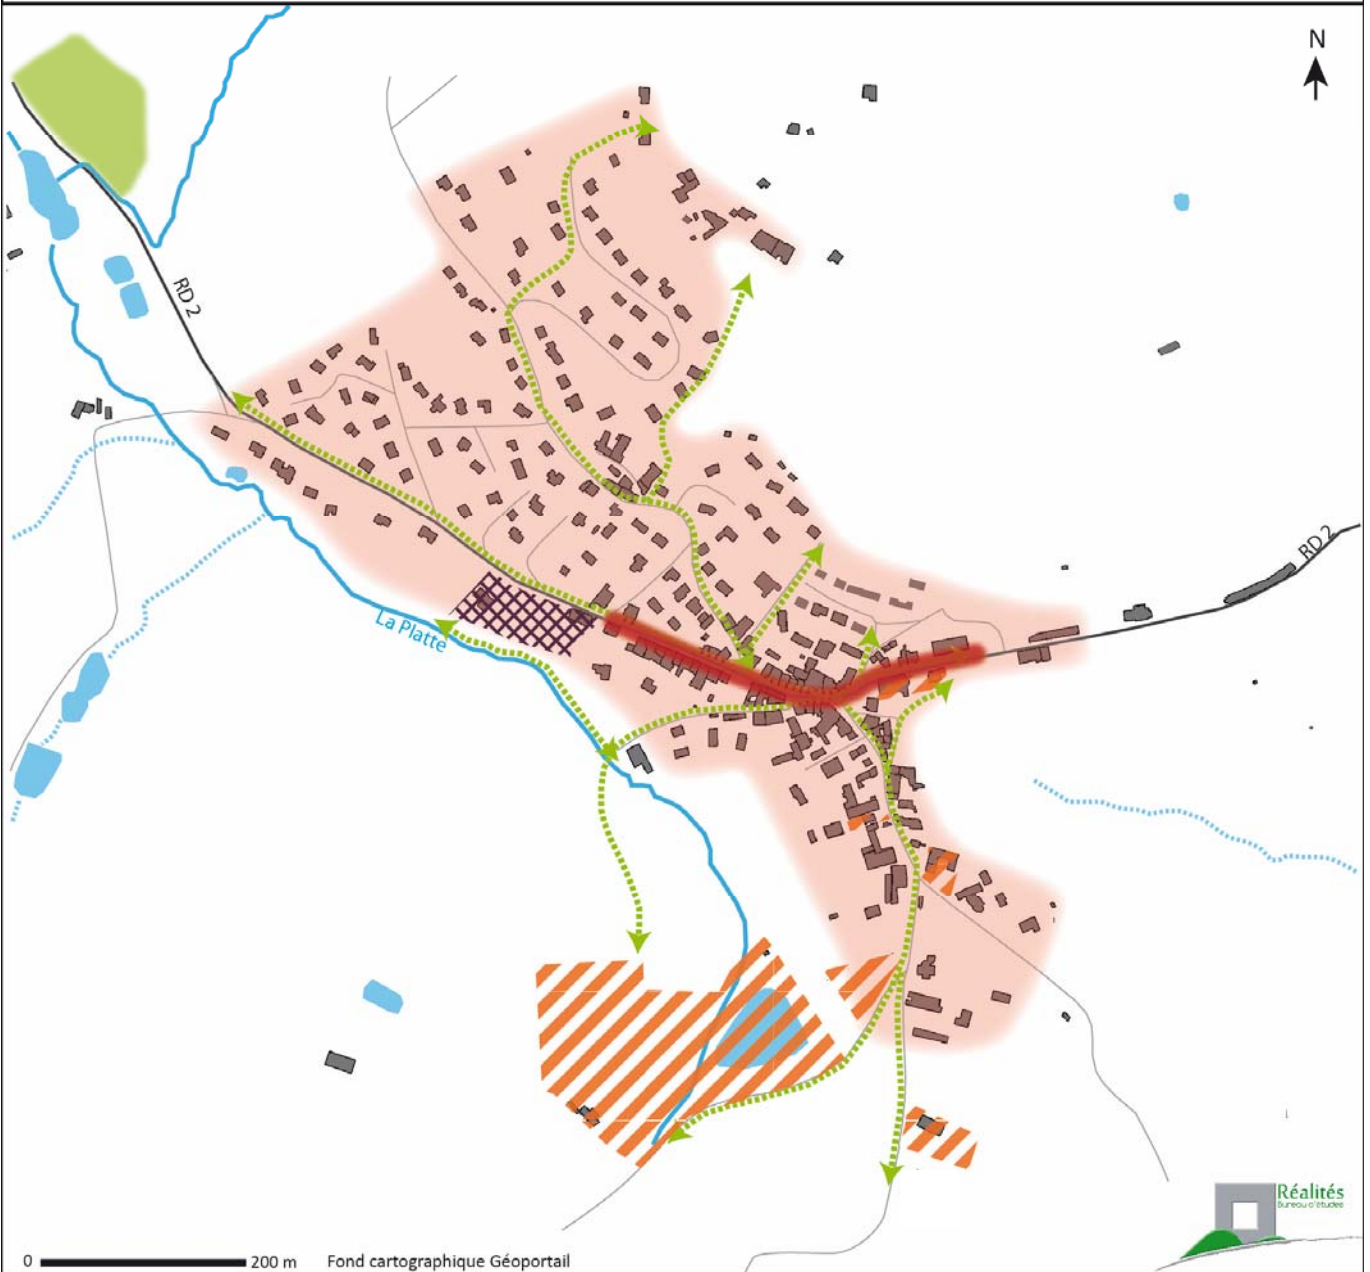 N
RD 2
RD 2
La Platte
Réalités
Bureau d'études
0 200 m Fond cartographique Géoportail